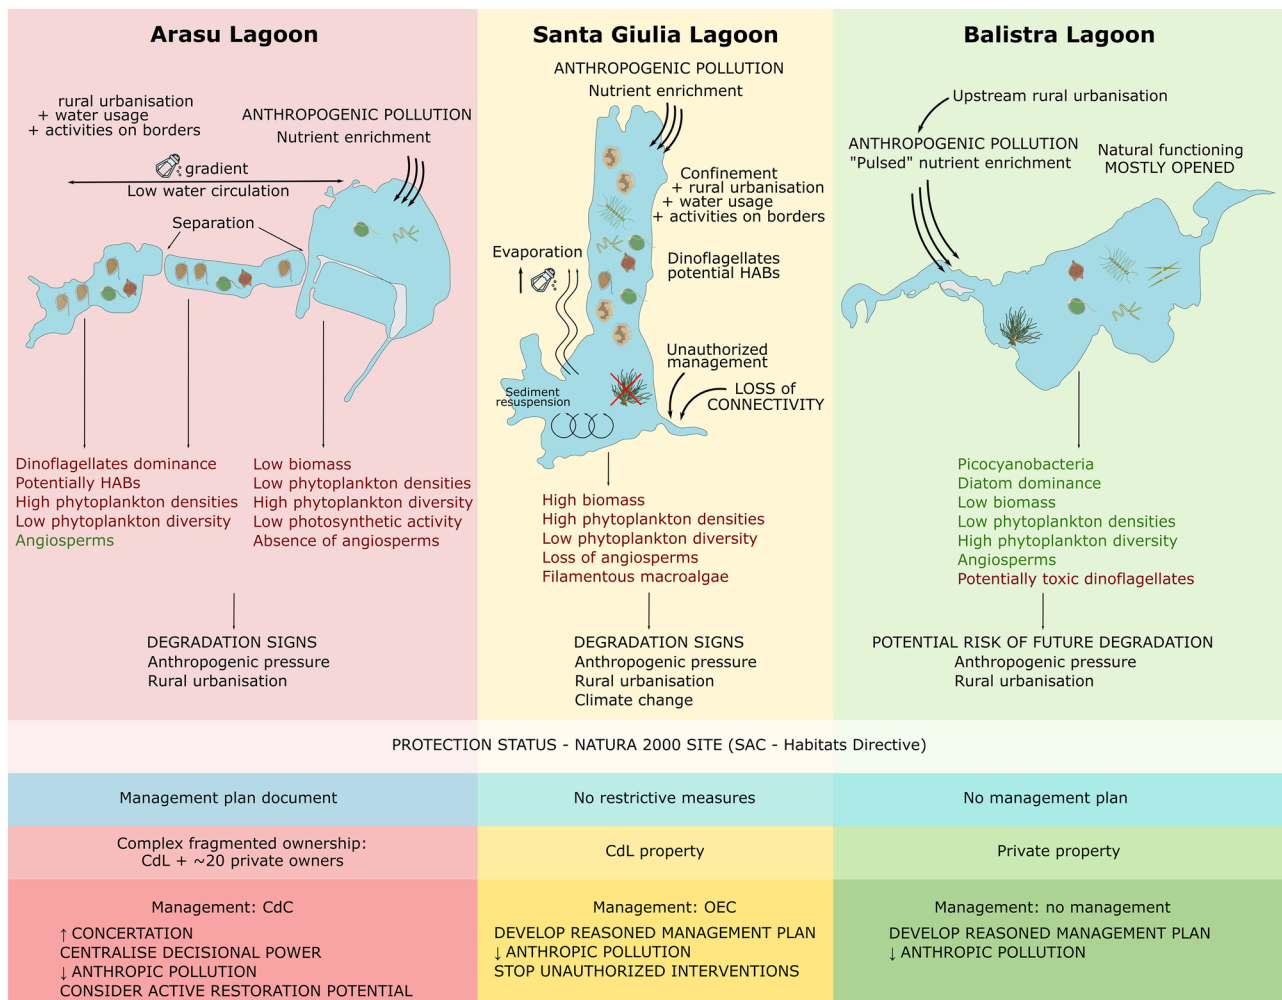 Arasu Lagoon
rural urbanisation
+ water usage
+ activities on borders
ANTHROPOGENIC POLLUTION
Nutrient enrichment
gradient
Low water circulation
Separation
Dinoflagellates dominance
Potentially HABs
High phytoplankton densities
Low phytoplankton diversity
Angiosperms
Low biomass
Low phytoplankton densities
High phytoplankton diversity
Low photosynthetic activity
Absence of angiosperms
DEGRADATION SIGNS
Anthropogenic pressure
Rural urbanisation
Santa Giulia Lagoon
ANTHROPOGENIC POLLUTION
Nutrient enrichment
Confinement
+ rural urbanisation
+ water usage
+ activities on borders
Evaporation
Dinoflagellates
potential HABs
Unauthorized
management
LOSS of
CONNECTIVITY
Sediment
resuspension
High biomass
High phytoplankton densities
Low phytoplankton diversity
Loss of angiosperms
Filamentous macroalgae
DEGRADATION SIGNS
Anthropogenic pressure
Rural urbanisation
Climate change
Balistra Lagoon
Upstream rural urbanisation
ANTHROPOGENIC POLLUTION
"Pulsed" nutrient enrichment
Natural functioning
MOSTLY OPENED
Picocyanobacteria
Diatom dominance
Low biomass
Low phytoplankton densities
High phytoplankton diversity
Angiosperms
Potentially toxic dinoflagellates
POTENTIAL RISK OF FUTURE DEGRADATION
Anthropogenic pressure
Rural urbanisation
PROTECTION STATUS - NATURA 2000 SITE (SAC - Habitats Directive)
Management plan document
No restrictive measures
No management plan
Complex fragmented ownership:
CdL + ~20 private owners
CdL property
Private property
Management: CdC
↑ CONCERTATION
CENTRALISE DECISIONAL POWER
↓ ANTHROPIC POLLUTION
CONSIDER ACTIVE RESTORATION POTENTIAL
Management: OEC
DEVELOP REASONED MANAGEMENT PLAN
↓ ANTHROPIC POLLUTION
STOP UNAUTHORIZED INTERVENTIONS
Management: no management
DEVELOP REASONED MANAGEMENT PLAN
↓ ANTHROPIC POLLUTION